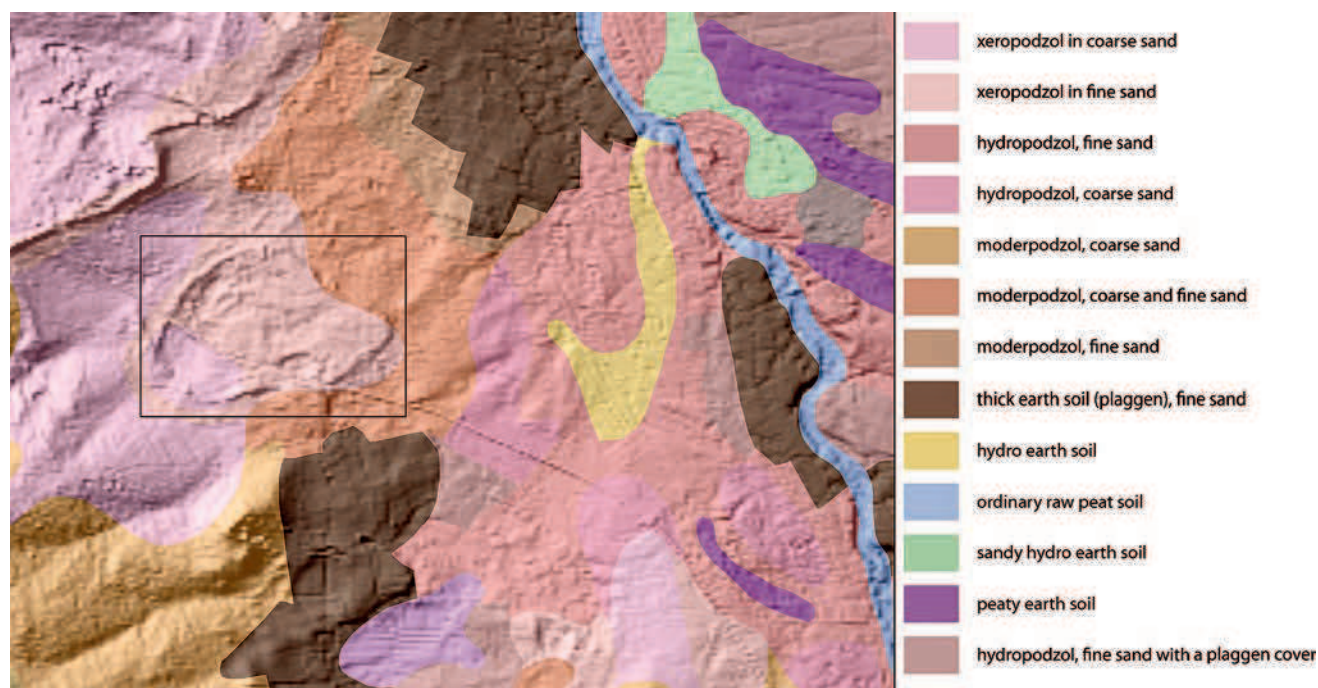 xeropodzol in coarse sand
xeropodzol in fine sand
hydropodzol, fine sand
hydropodzol, coarse sand
moderpodzol, coarse sand
moderpodzol, coarse and fine sand
moderpodzol, fine sand
thick earth soil (plaggen), fine sand
hydro earth soil
ordinary raw peat soil
sandy hydro earth soil
peaty earth soil
hydropodzol, fine sand with a plaggen cover